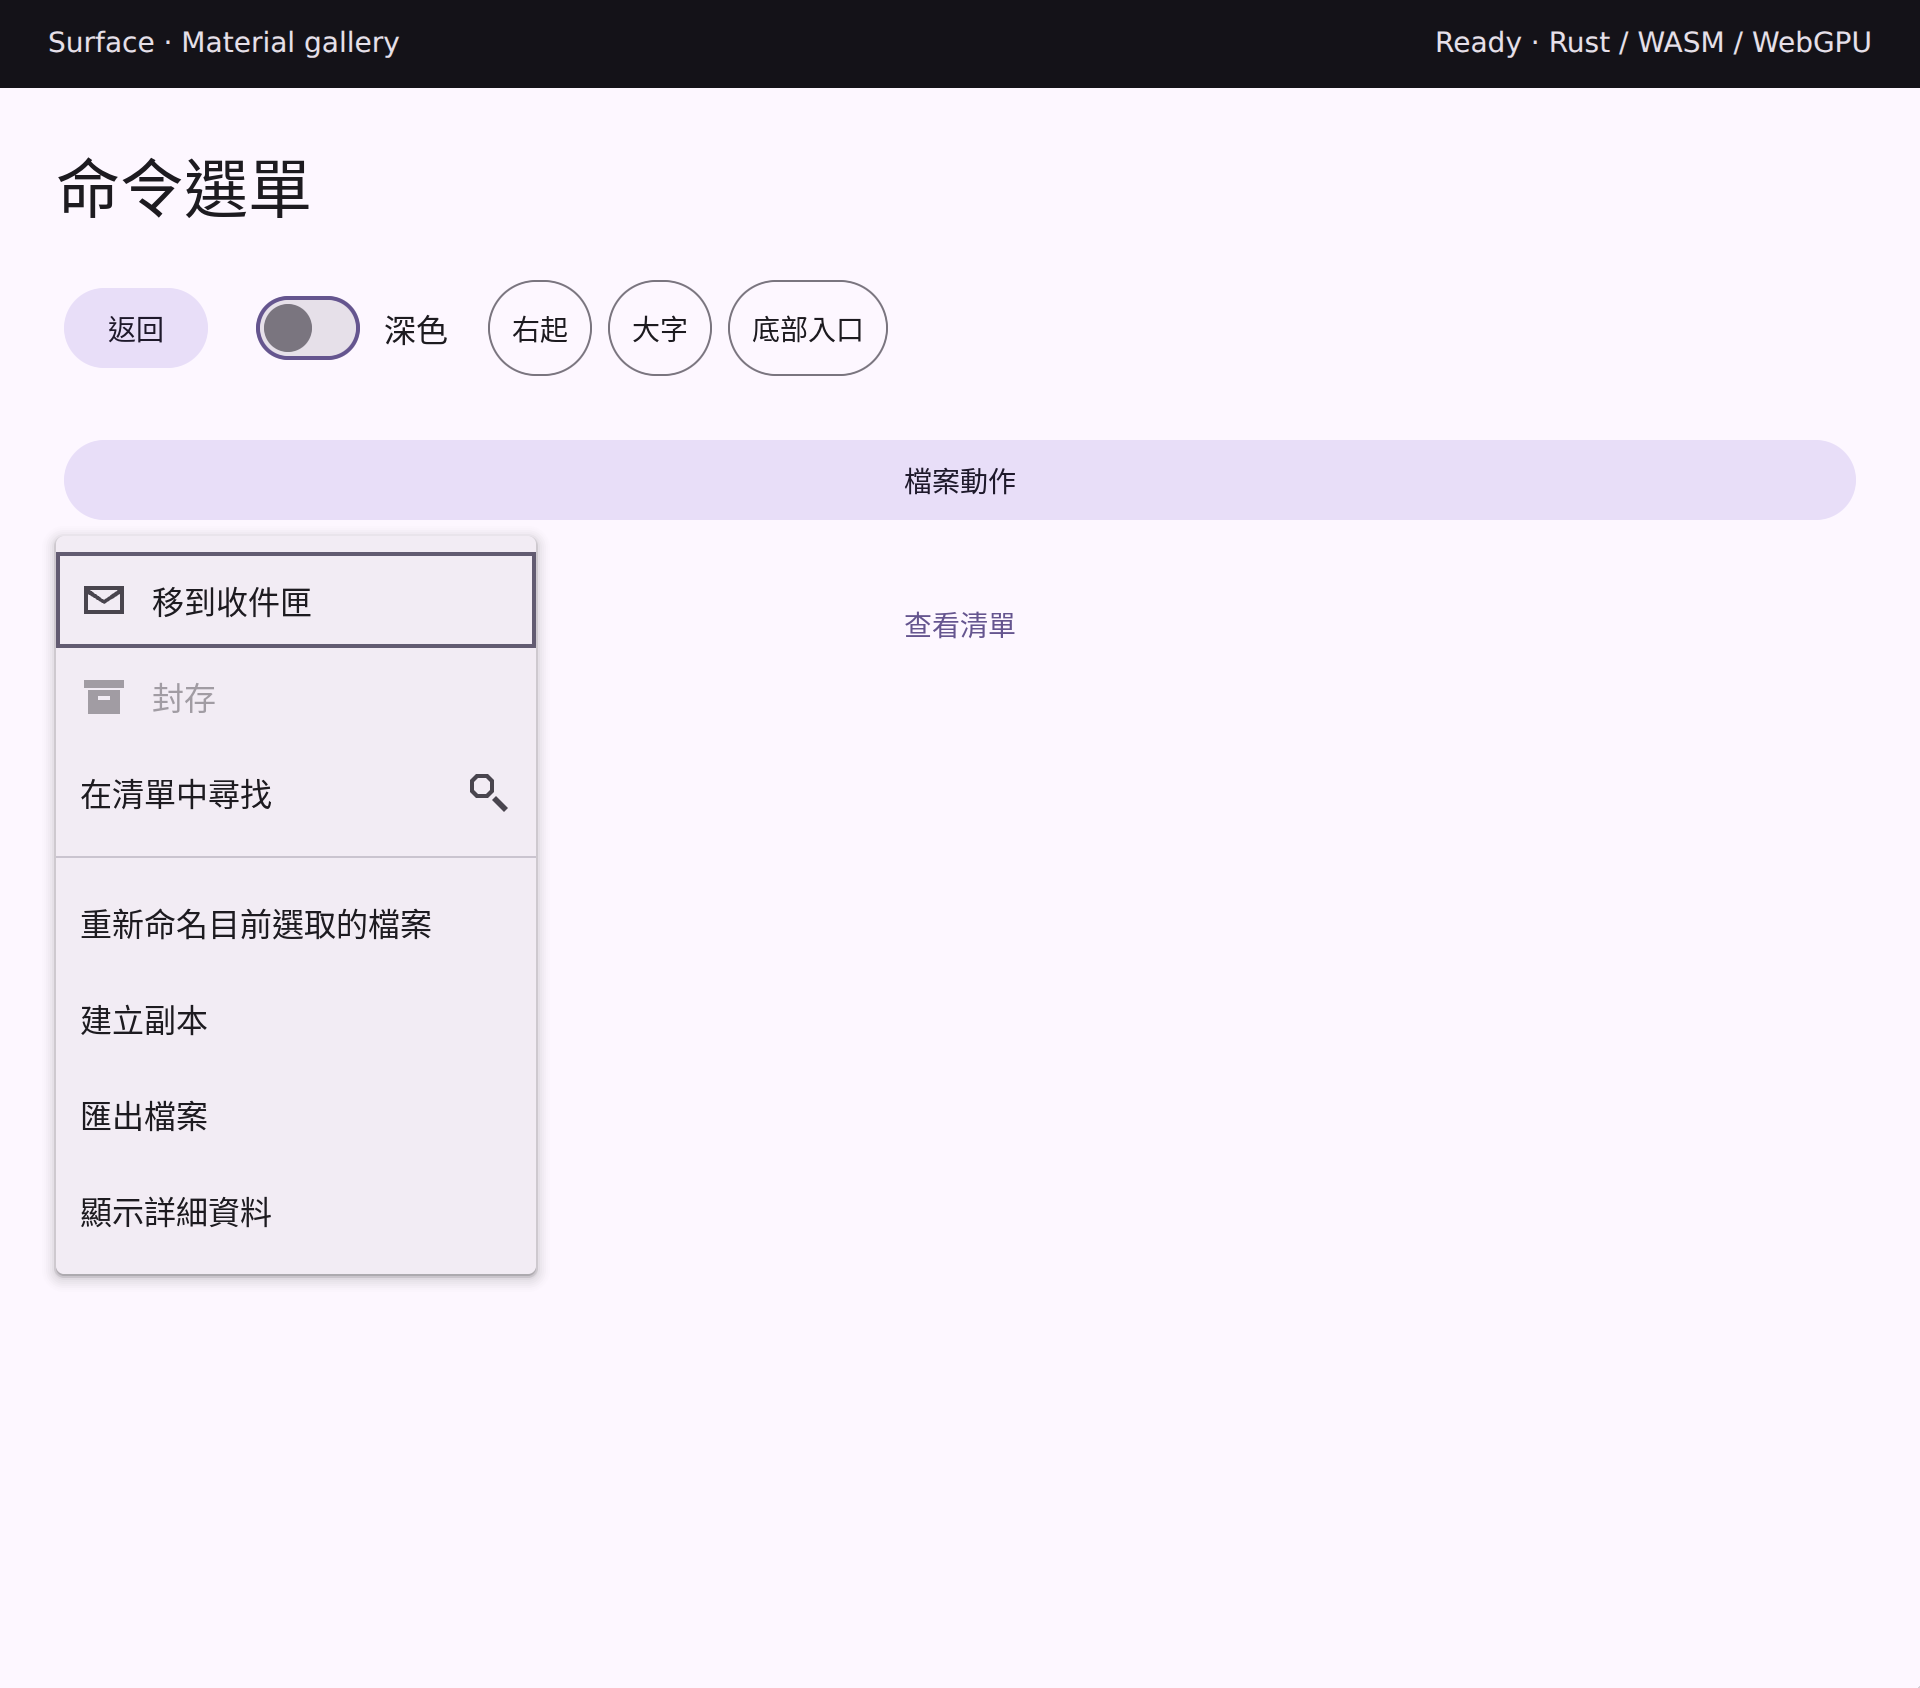 Surface · Material gallery
Ready · Rust / WASM / WebGPU
命令選單
返回
深色
右起
大字
底部入口
檔案動作
移到收件匣
查看清單
封存
在清單中尋找
重新命名目前選取的檔案
建立副本
匯出檔案
顯示詳細資料